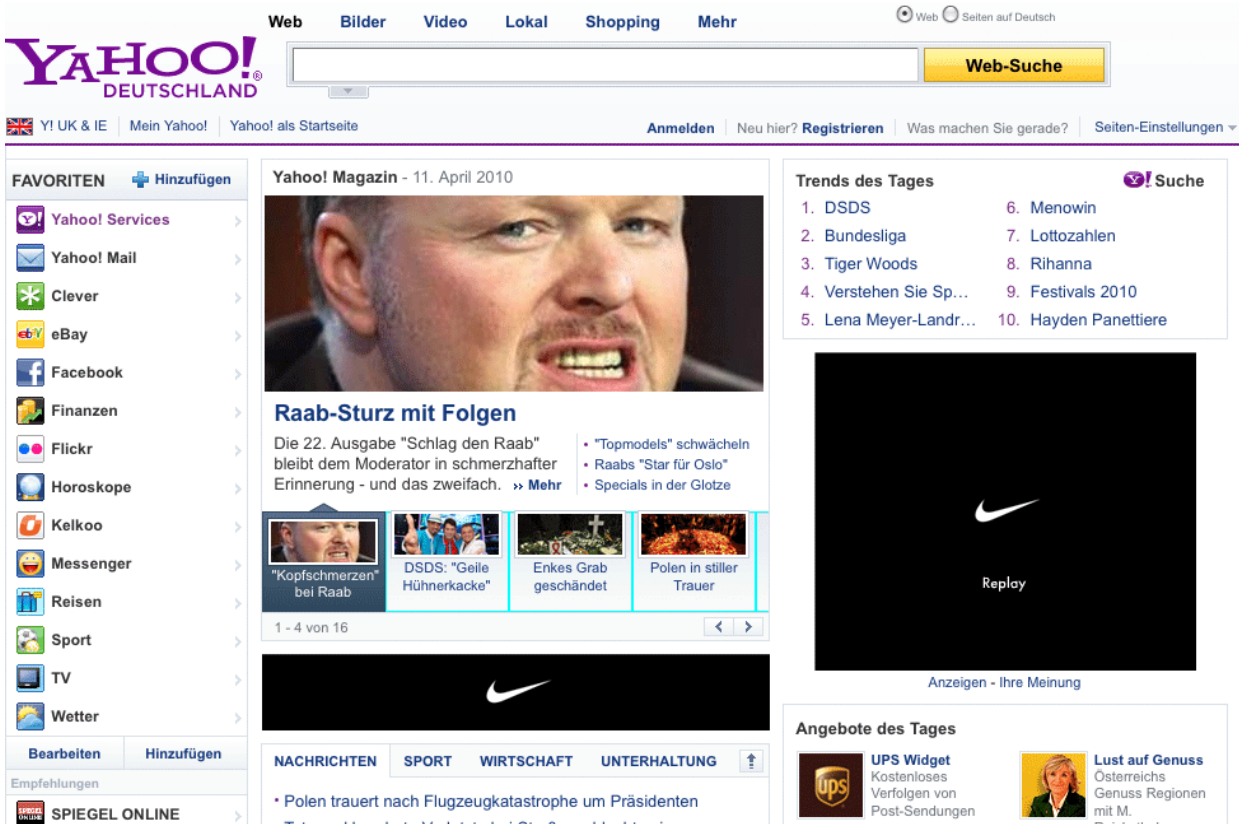 Web Bilder Video Lokal Shopping Mehr
Web Seiten auf Deutsch
YAHOO!®
DEUTSCHLAND
Web-Suche
Y! UK & IE Mein Yahoo! Yahoo! als Startseite
Anmelden Neu hier? Registrieren Was machen Sie gerade? Seiten-Einstellungen
FAVORITEN Hinzufügen
Yahoo! Services
Yahoo! Mail
Clever
eBay
Facebook
Finanzen
Flickr
Horoskope
Kelkoo
Messenger
Reisen
Sport
TV
Wetter
Bearbeiten Hinzufügen
Empfehlungen
SPIEGEL ONLINE
Yahoo! Magazin - 11. April 2010
Raab-Sturz mit Folgen
Die 22. Ausgabe "Schlag den Raab"
bleibt dem Moderator in schmerzhafter
Erinnerung - und das zweifach. » Mehr
• "Topmodels" schwächeln
• Raabs "Star für Oslo"
• Specials in der Glotze
"Kopfschmerzen"
bei Raab
DSDS: "Geile
Hühnerkacke"
Enkes Grab
geschändet
Polen in stiller
Trauer
1 - 4 von 16
NACHRICHTEN SPORT WIRTSCHAFT UNTERHALTUNG
• Polen trauert nach Flugzeugkatastrophe um Präsidenten
Trends des Tages Y! Suche
1. DSDS
2. Bundesliga
3. Tiger Woods
4. Verstehen Sie Sp...
5. Lena Meyer-Landr...
6. Menowin
7. Lottozahlen
8. Rihanna
9. Festivals 2010
10. Hayden Panettiere
Replay
Anzeigen - Ihre Meinung
Angebote des Tages
ups
UPS Widget
Kostenloses
Verfolgen von
Post-Sendungen
Lust auf Genuss
Österreichs
Genuss Regionen
mit M.